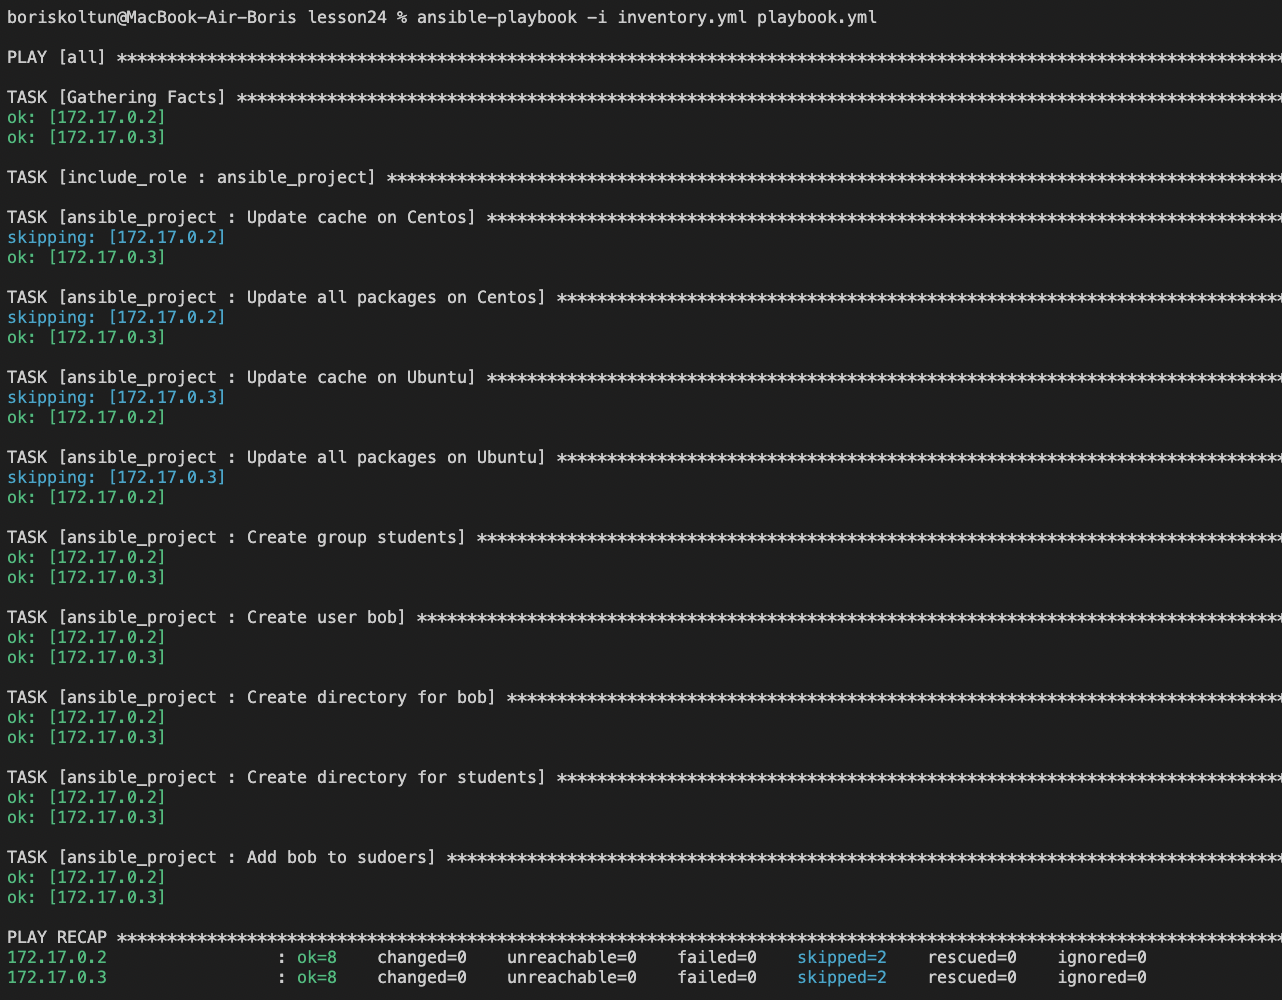 boriskoltun@MacBook-Air-Boris lesson24 % ansible-playbook -i inventory.yml playbook.yml
PLAY [all] *********************************************************************************************************************
TASK [Gathering Facts] *********************************************************************************************************
ok: [172.17.0.2]
ok: [172.17.0.3]
TASK [include_role : ansible_project] ******************************************************************************************
TASK [ansible_project : Update cache on Centos] ********************************************************************************
skipping: [172.17.0.2]
ok: [172.17.0.3]
TASK [ansible_project : Update all packages on Centos] *************************************************************************
skipping: [172.17.0.2]
ok: [172.17.0.3]
TASK [ansible_project : Update cache on Ubuntu] ********************************************************************************
skipping: [172.17.0.3]
ok: [172.17.0.2]
TASK [ansible_project : Update all packages on Ubuntu] *************************************************************************
skipping: [172.17.0.3]
ok: [172.17.0.2]
TASK [ansible_project : Create group students] *********************************************************************************
ok: [172.17.0.2]
ok: [172.17.0.3]
TASK [ansible_project : Create user bob] ***************************************************************************************
ok: [172.17.0.2]
ok: [172.17.0.3]
TASK [ansible_project : Create directory for bob] ******************************************************************************
ok: [172.17.0.2]
ok: [172.17.0.3]
TASK [ansible_project : Create directory for students] *************************************************************************
ok: [172.17.0.2]
ok: [172.17.0.3]
TASK [ansible_project : Add bob to sudoers] ************************************************************************************
ok: [172.17.0.2]
ok: [172.17.0.3]
PLAY RECAP *********************************************************************************************************************
172.17.0.2                 : ok=8    changed=0    unreachable=0    failed=0    skipped=2    rescued=0    ignored=0
172.17.0.3                 : ok=8    changed=0    unreachable=0    failed=0    skipped=2    rescued=0    ignored=0